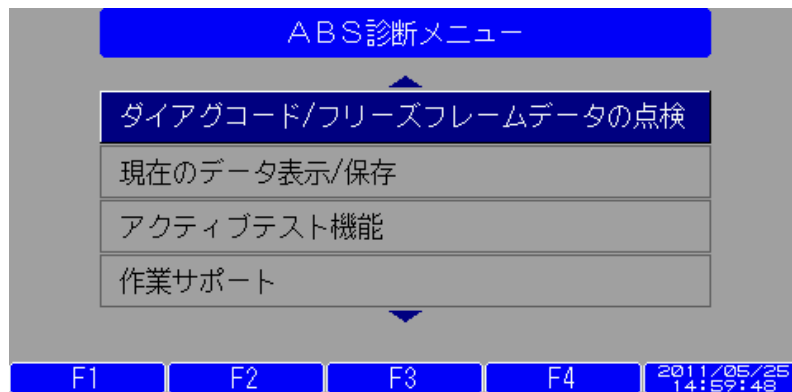 ABS診断メニュー
ダイアグコード/フリーズフレームデータの点検
現在のデータ表示/保存
アクティブテスト機能
作業サポート
F1 F2 F3 F4 2011/05/25
14:59:48